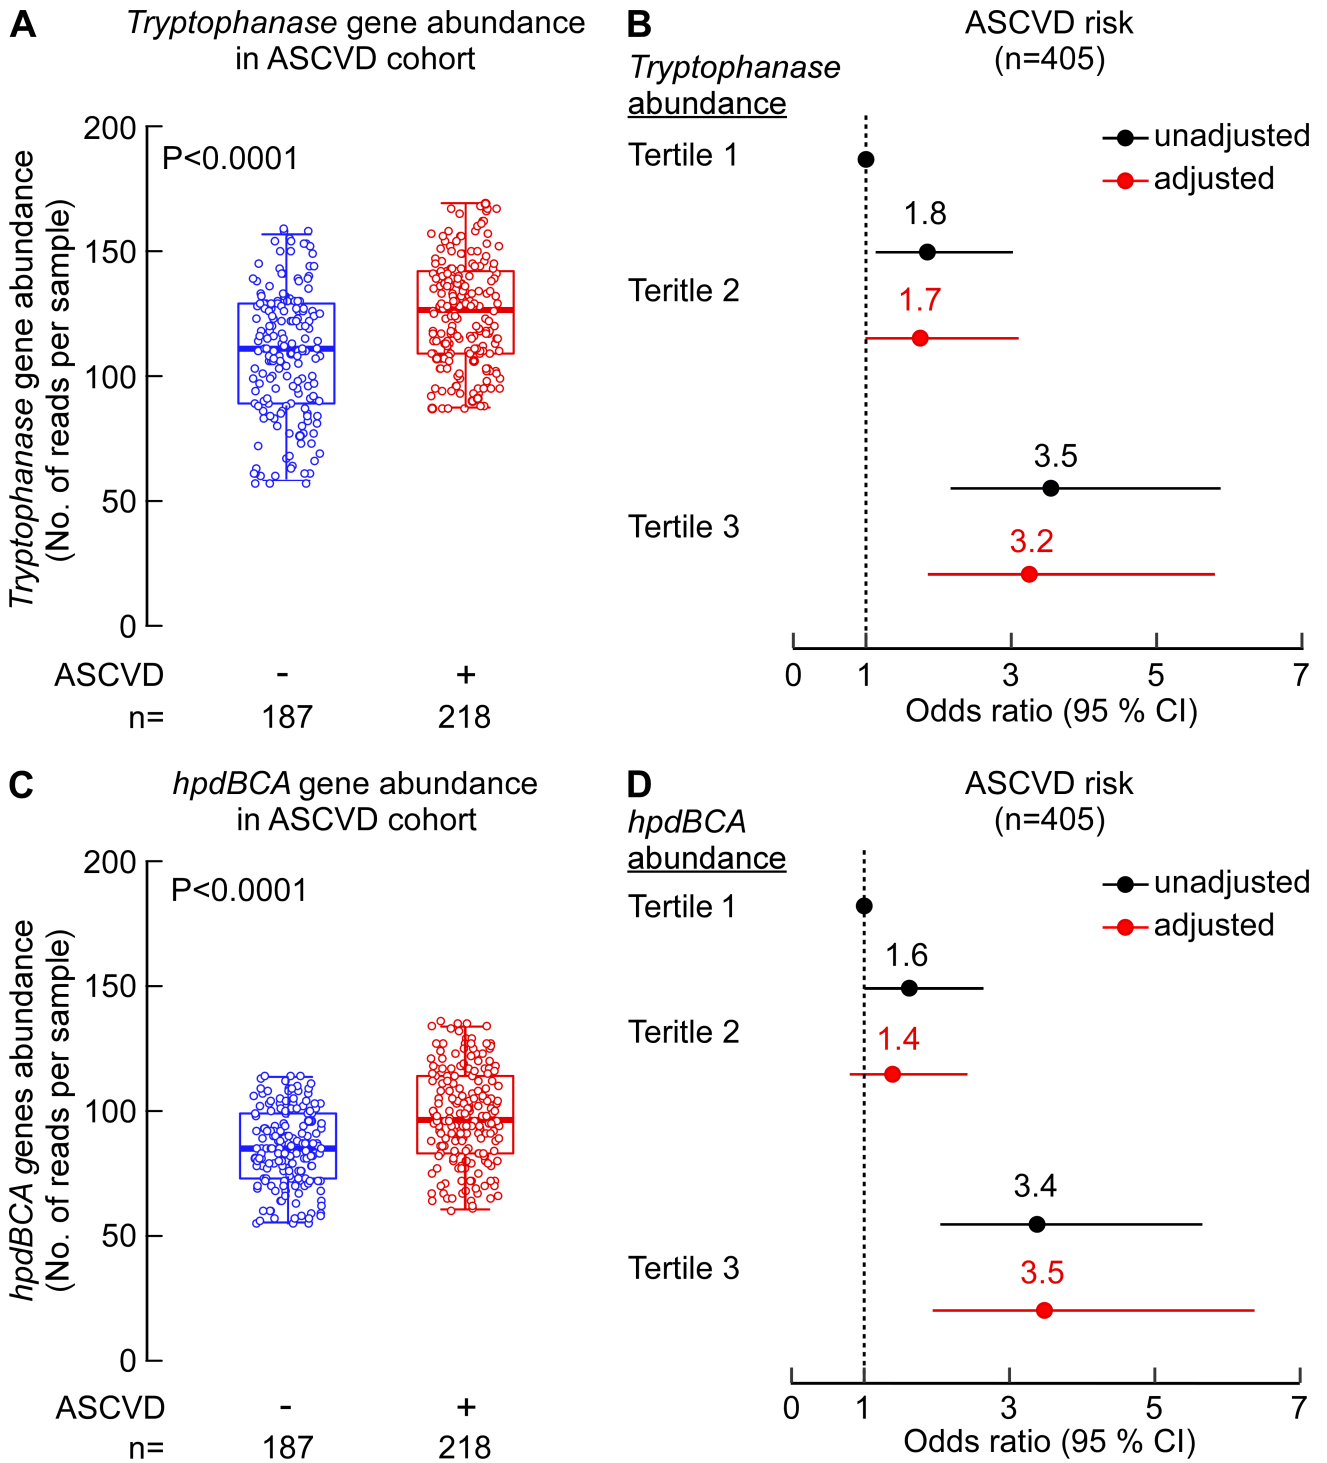 A
Tryptophanase gene abundance
in ASCVD cohort
Tryptophanase gene abundance
(No. of reads per sample)
200
150
100
50
0
P<0.0001
ASCVD - +
n= 187 218
B
ASCVD risk
(n=405)
Tryptophanase
abundance
unadjusted
adjusted
Tertile 1
1.8
Teritle 2
1.7
3.5
Tertile 3
3.2
0 1 3 5 7
Odds ratio (95 % CI)
C
hpdBCA gene abundance
in ASCVD cohort
hpdBCA genes abundance
(No. of reads per sample)
200
150
100
50
0
P<0.0001
ASCVD - +
n= 187 218
D
ASCVD risk
(n=405)
hpdBCA
abundance
unadjusted
adjusted
Tertile 1
1.6
Teritle 2
1.4
3.4
Tertile 3
3.5
0 1 3 5 7
Odds ratio (95 % CI)